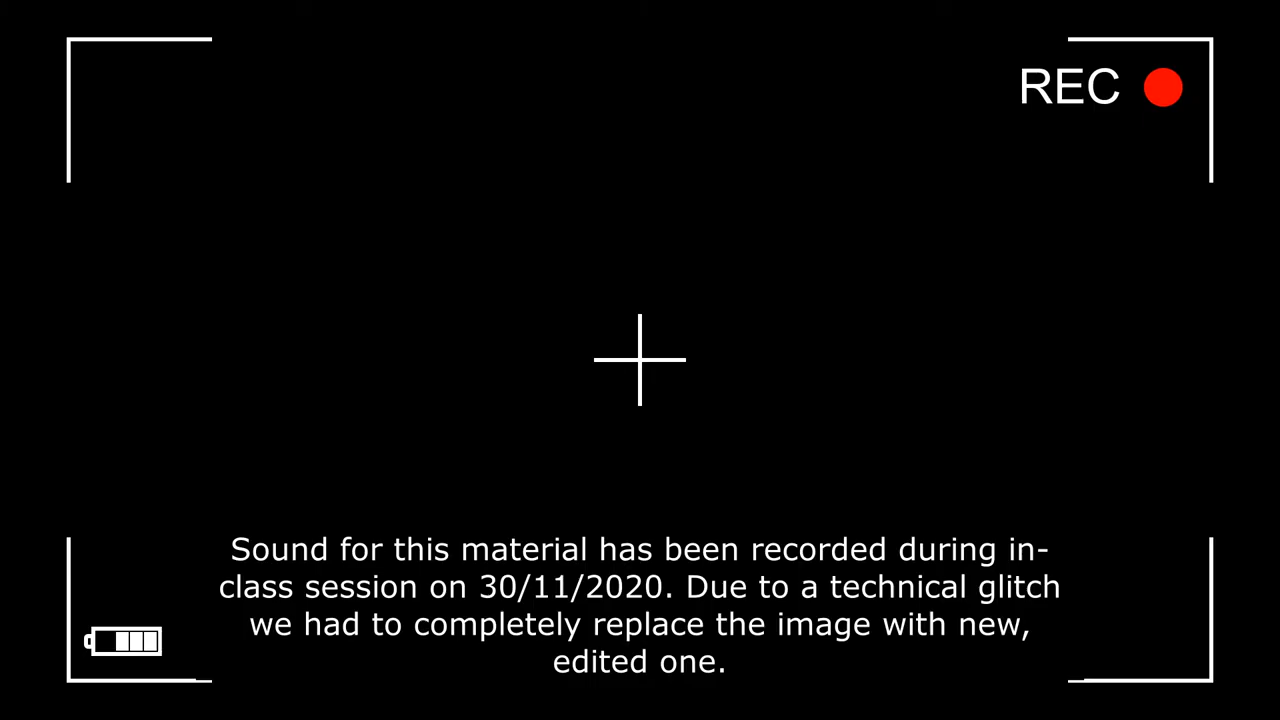 REC
Sound for this material has been recorded during in-
class session on 30/11/2020. Due to a technical glitch
we had to completely replace the image with new,
edited one.